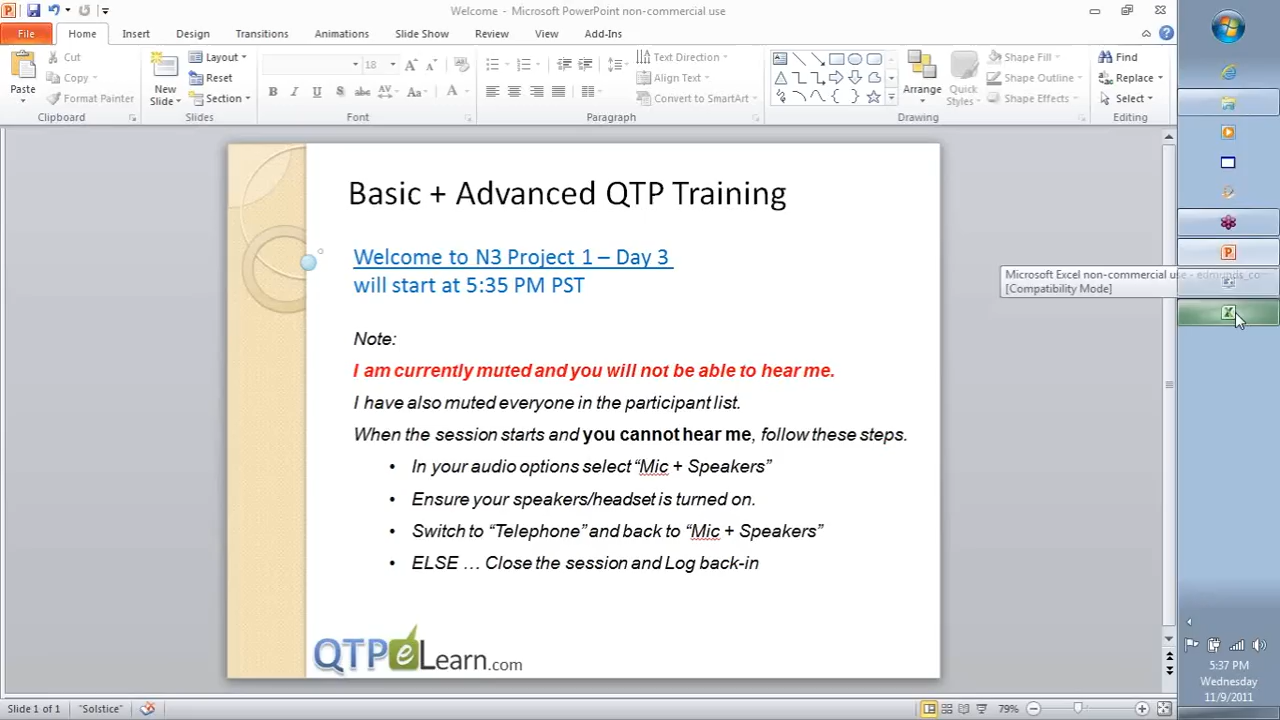 Welcome - Microsoft PowerPoint non-commercial use
File Home Insert Design Transitions Animations Slide Show Review View Add-Ins
Cut
Copy
Format Painter
Paste
Clipboard
New Slide
Layout
Reset
Section
Slides
18
Font
Text Direction
Align Text
Convert to SmartArt
Paragraph
Arrange
Quick Styles
Shape Fill
Shape Outline
Shape Effects
Drawing
Find
Replace
Select
Editing
Basic + Advanced QTP Training
Welcome to N3 Project 1 – Day 3
will start at 5:35 PM PST
Note:
I am currently muted and you will not be able to hear me.
I have also muted everyone in the participant list.
When the session starts and you cannot hear me, follow these steps.
• In your audio options select “Mic + Speakers”
• Ensure your speakers/headset is turned on.
• Switch to “Telephone” and back to “Mic + Speakers”
• ELSE … Close the session and Log back-in
QTPeLearn.com
Microsoft Excel non-commercial use - edmunds_co
[Compatibility Mode]
5:37 PM
Wednesday
11/9/2011
Slide 1 of 1 "Solstice" 79%